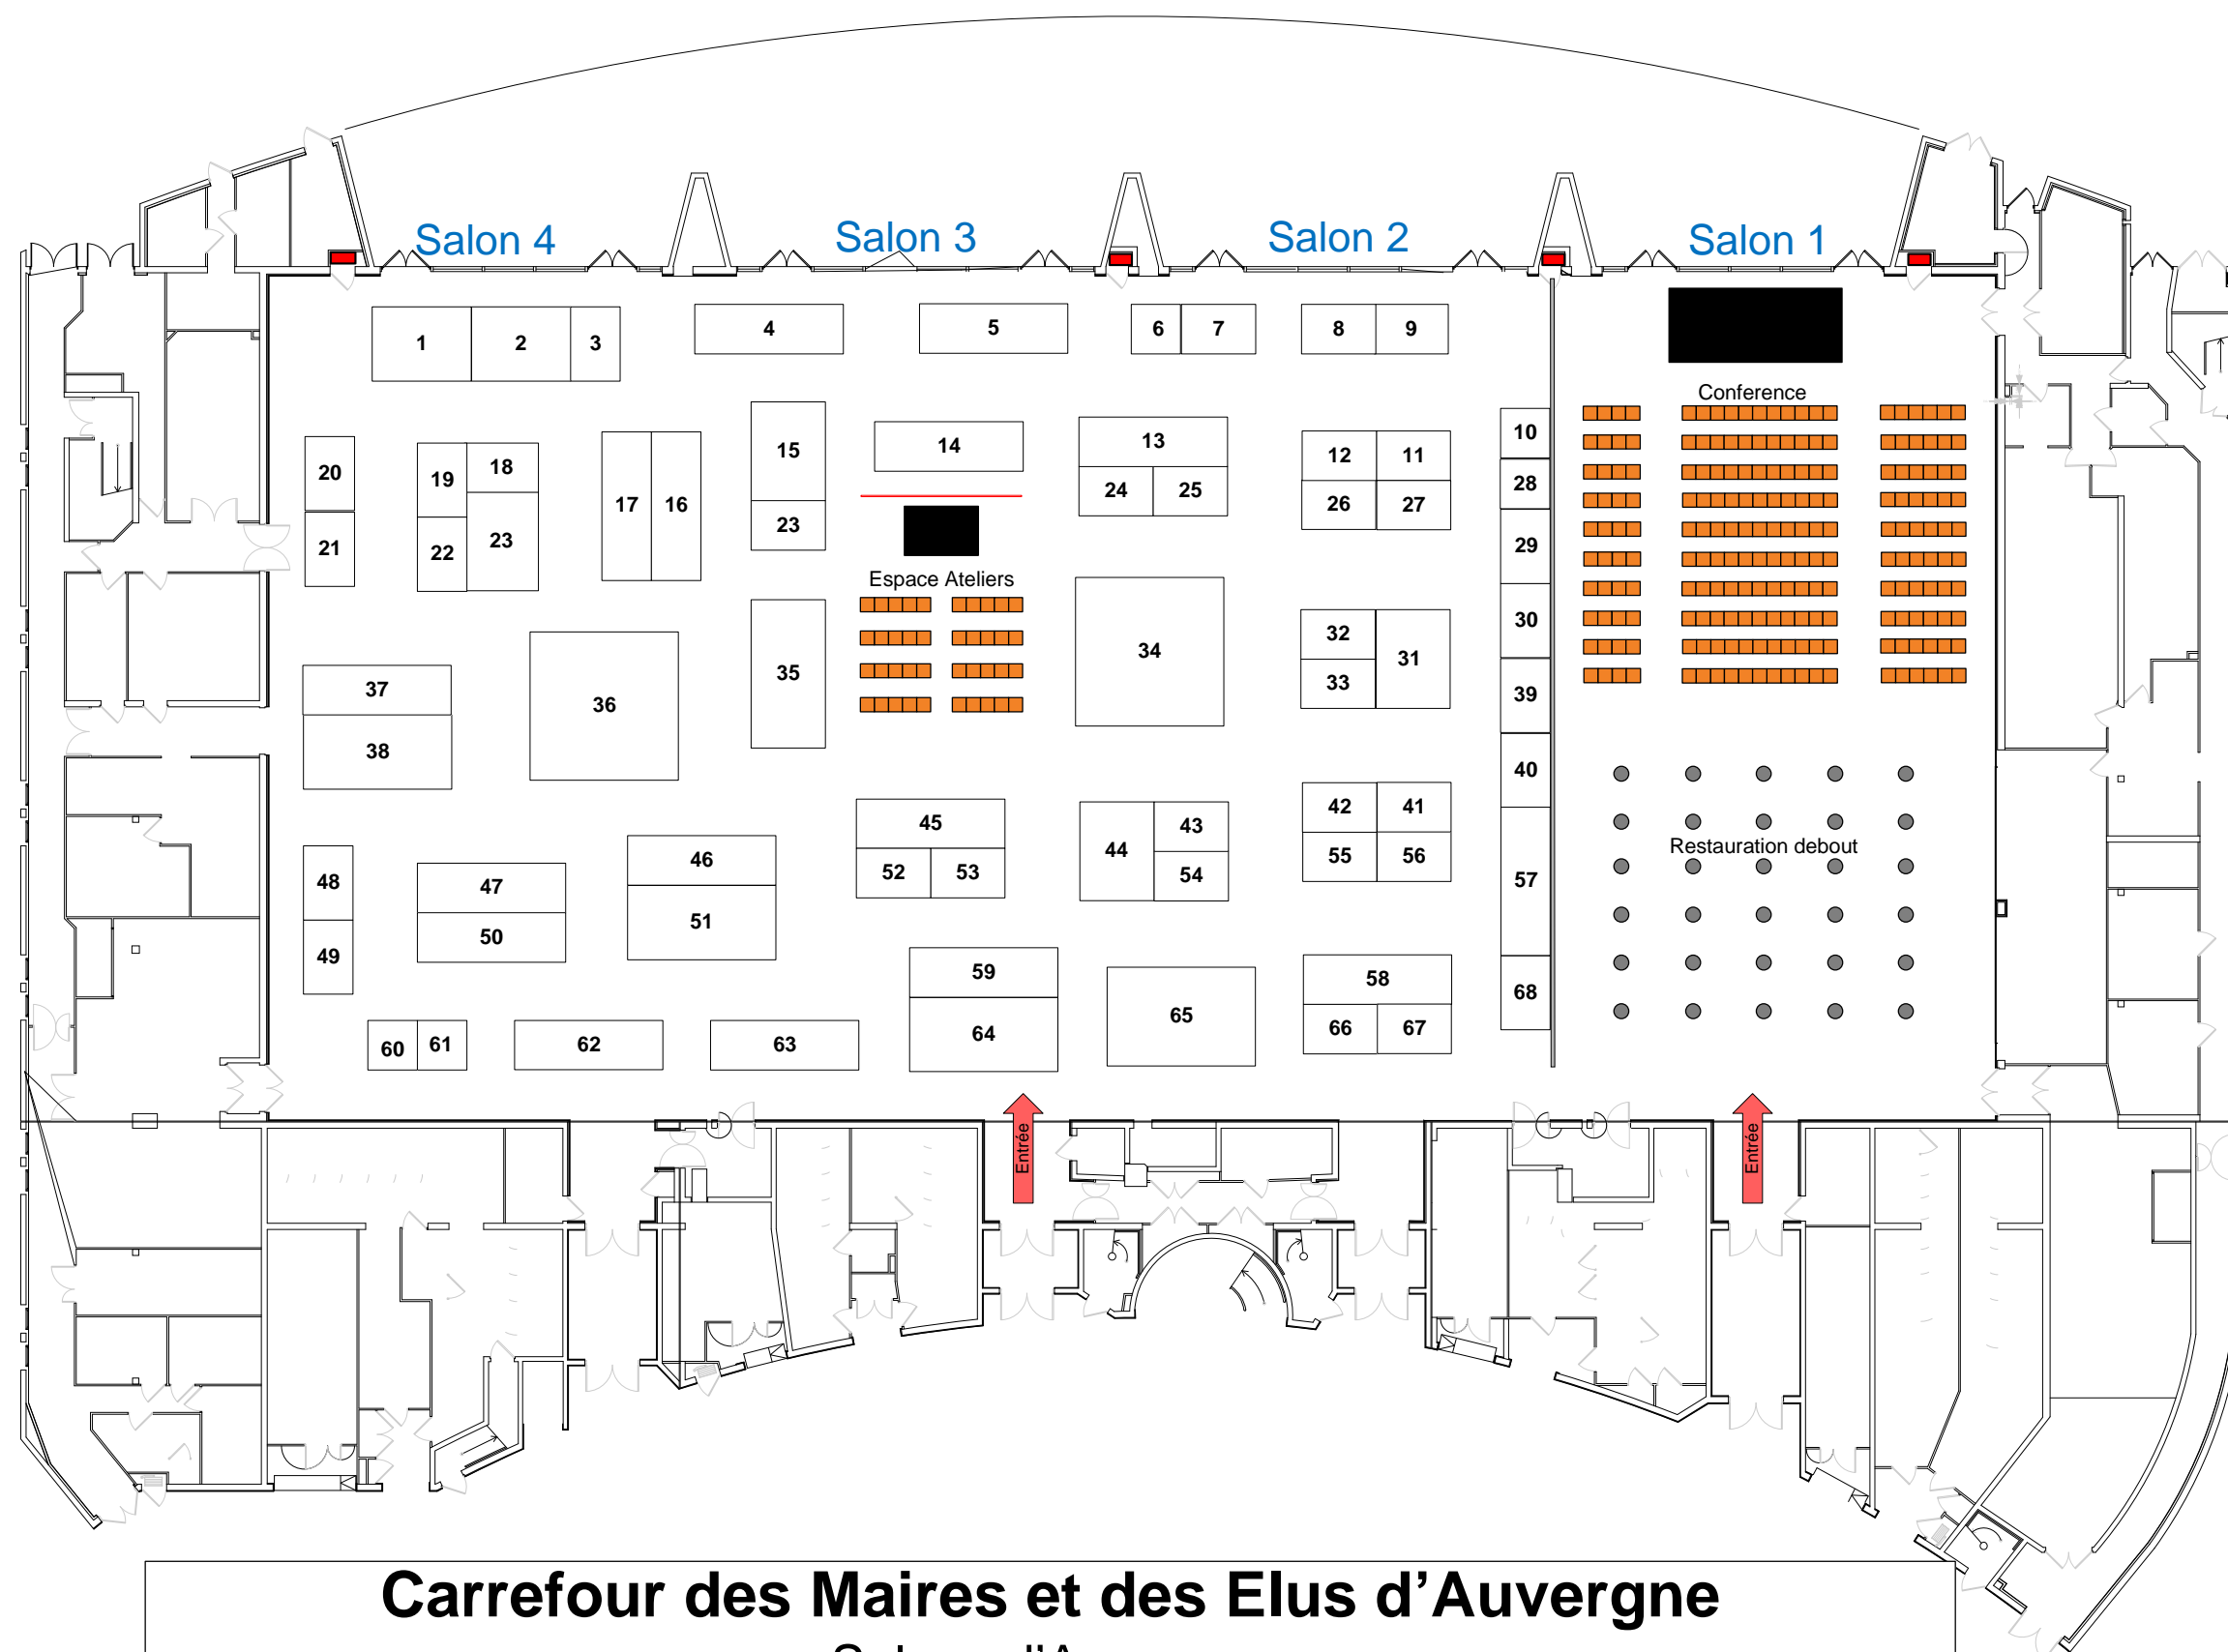 Salon 4 Salon 3 Salon 2 Salon 1
1 2 3 4 5 6 7 8 9
Conference
10
20 19 18 17 16 15 14 13 12 11
28
24 25 26 27
23 23
21 22
29
Espace Ateliers
30
32 31
33
34
35
36
37
38
39
40
42 41
45 44 43
46
Restauration debout
55 56
52 53 54
48 47
57
51
50
49
59 58
68
60 61 62 63 64 65 66 67
Entrée Entrée
Carrefour des Maires et des Elus d’Auvergne